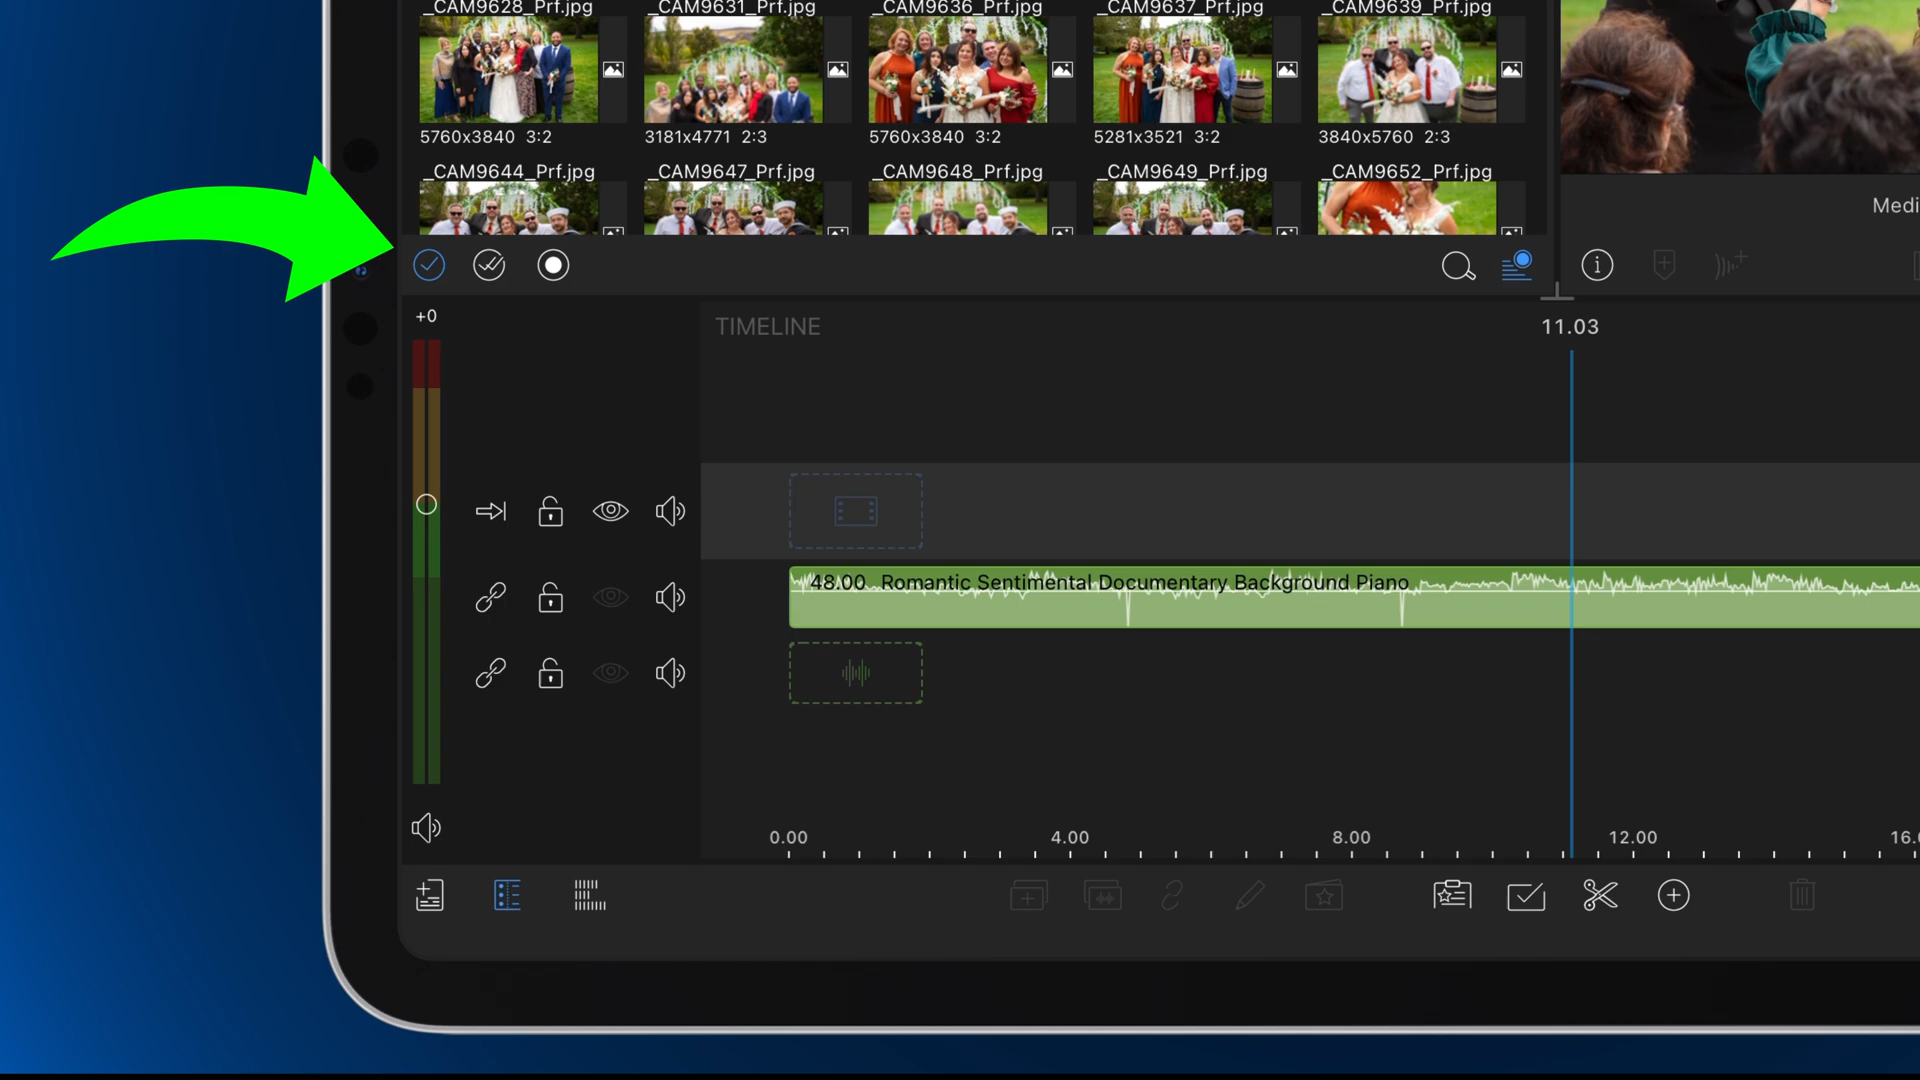 _CAM9628_Prf.jpg _CAM9631_Prf.jpg _CAM9636_Prf.jpg _CAM9637_Prf.jpg _CAM9639_Prf.jpg
5760x3840 3:2 3181x4771 2:3 5760x3840 3:2 5281x3521 3:2 3840x5760 2:3
_CAM9644_Prf.jpg _CAM9647_Prf.jpg _CAM9648_Prf.jpg _CAM9649_Prf.jpg _CAM9652_Prf.jpg
Medi
+0
TIMELINE
11.03
48.00 Romantic Sentimental Documentary Background Piano
0.00 4.00 8.00 12.00 16.0